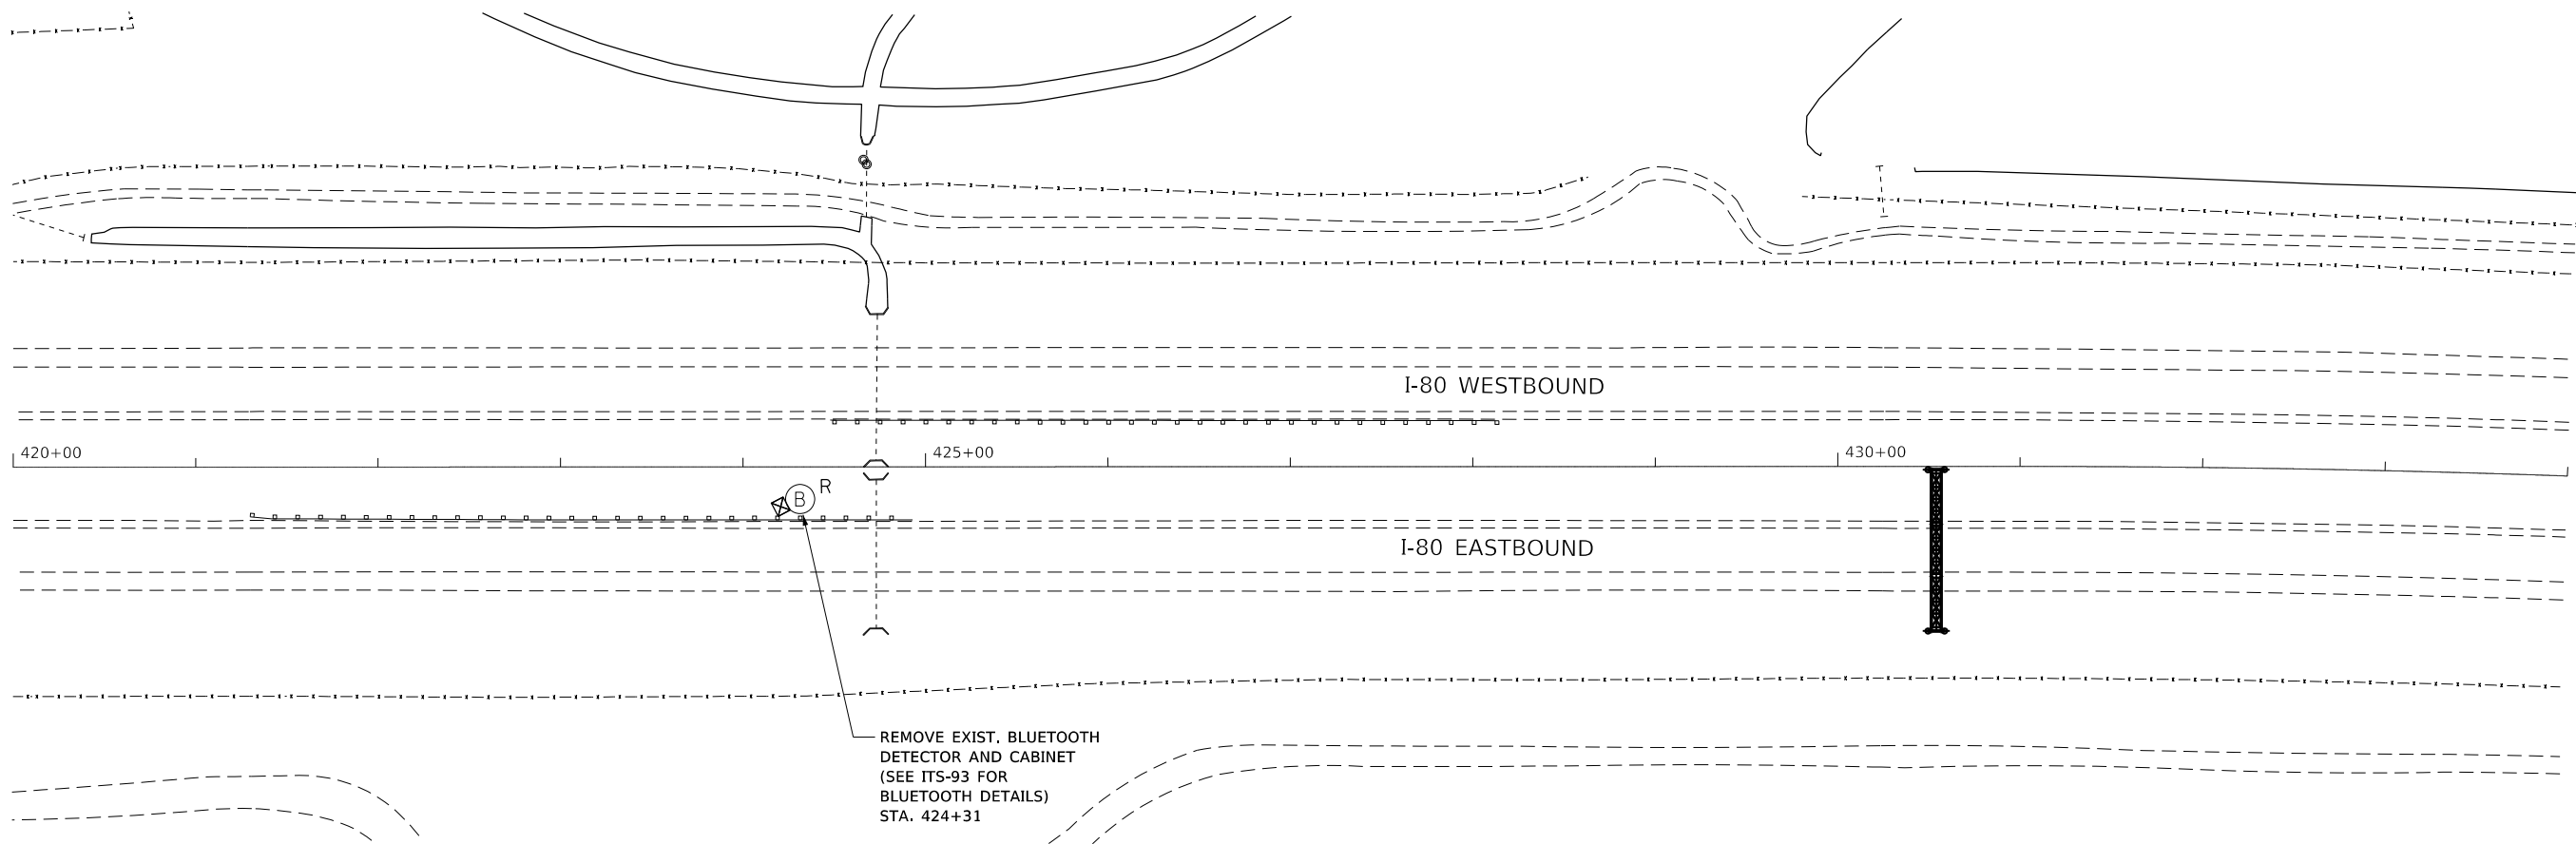 I-80 WESTBOUND
420+00
425+00
430+00
B R
I-80 EASTBOUND
REMOVE EXIST. BLUETOOTH
DETECTOR AND CABINET
(SEE ITS-93 FOR
BLUETOOTH DETAILS)
STA. 424+31